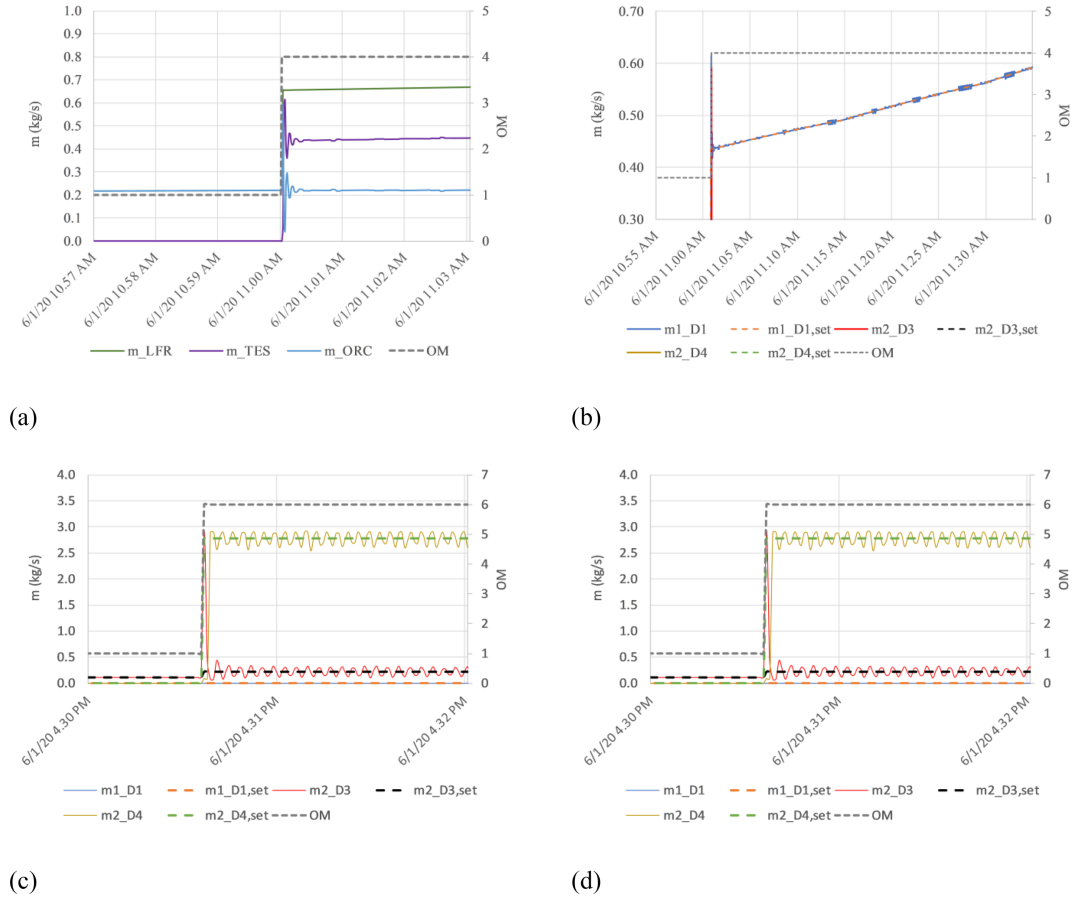 1.0
0.9
0.8
0.7
0.6
0.5
0.4
0.3
0.2
0.1
0.0
m (kg/s)
5
4
3
2
1
0
OM
6/1/20 10.57 AM
6/1/20 10.58 AM
6/1/20 10.59 AM
6/1/20 11.00 AM
6/1/20 11.01 AM
6/1/20 11.02 AM
6/1/20 11.03 AM
m_LFR m_TES m_ORC OM
(a)
0.70
0.60
0.50
0.40
0.30
m (kg/s)
5
4
3
2
1
0
OM
6/1/20 10.55 AM
6/1/20 11.00 AM
6/1/20 11.05 AM
6/1/20 11.10 AM
6/1/20 11.15 AM
6/1/20 11.20 AM
6/1/20 11.25 AM
6/1/20 11.30 AM
m1_D1 m1_D1,set m2_D3 m2_D3,set
m2_D4 m2_D4,set OM
(b)
4.0
3.5
3.0
2.5
2.0
1.5
1.0
0.5
0.0
m (kg/s)
7
6
5
4
3
2
1
0
OM
6/1/20 4.30 PM
6/1/20 4.31 PM
6/1/20 4.32 PM
m1_D1 m1_D1,set m2_D3 m2_D3,set
m2_D4 m2_D4,set OM
(c)
4.0
3.5
3.0
2.5
2.0
1.5
1.0
0.5
0.0
m (kg/s)
7
6
5
4
3
2
1
0
OM
6/1/20 4.30 PM
6/1/20 4.31 PM
6/1/20 4.32 PM
m1_D1 m1_D1,set m2_D3 m2_D3,set
m2_D4 m2_D4,set OM
(d)